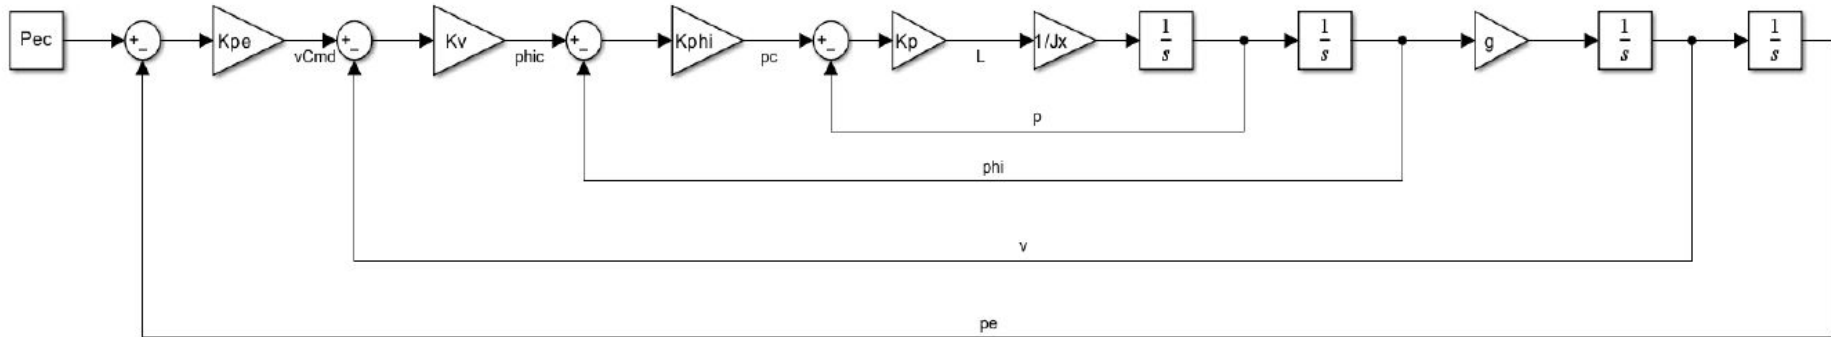 Pec
+
-
Kpe
vCmd
+
-
Kv
phic
+
-
Kphi
pc
+
-
Kp
L
1/Jx
1
s
1
s
g
1
s
1
s
p
phi
v
pe